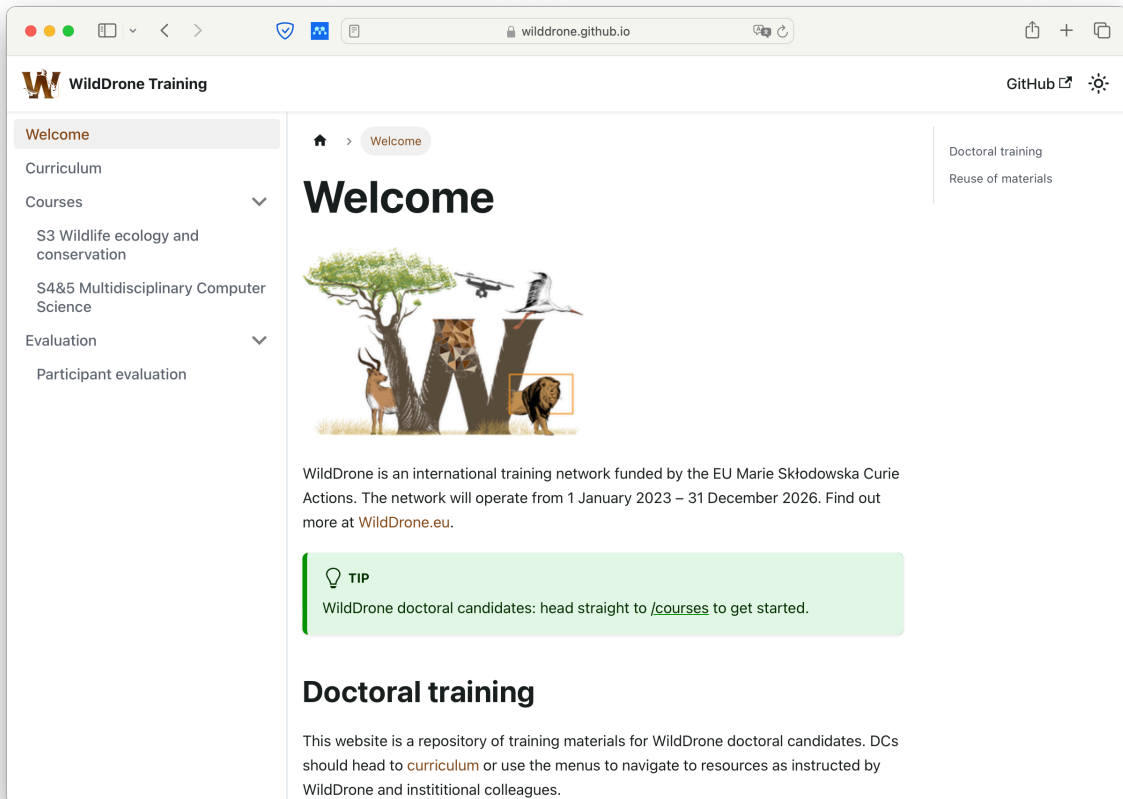 wilddrone.github.io
WildDrone Training
GitHub
Welcome
Curriculum
Courses
S3 Wildlife ecology and
conservation
S4&5 Multidisciplinary Computer
Science
Evaluation
Participant evaluation
Welcome
Welcome
WildDrone is an international training network funded by the EU Marie Skłodowska Curie
Actions. The network will operate from 1 January 2023 – 31 December 2026. Find out
more at WildDrone.eu.
TIP
WildDrone doctoral candidates: head straight to /courses to get started.
Doctoral training
This website is a repository of training materials for WildDrone doctoral candidates. DCs
should head to curriculum or use the menus to navigate to resources as instructed by
WildDrone and instititional colleagues.
Doctoral training
Reuse of materials